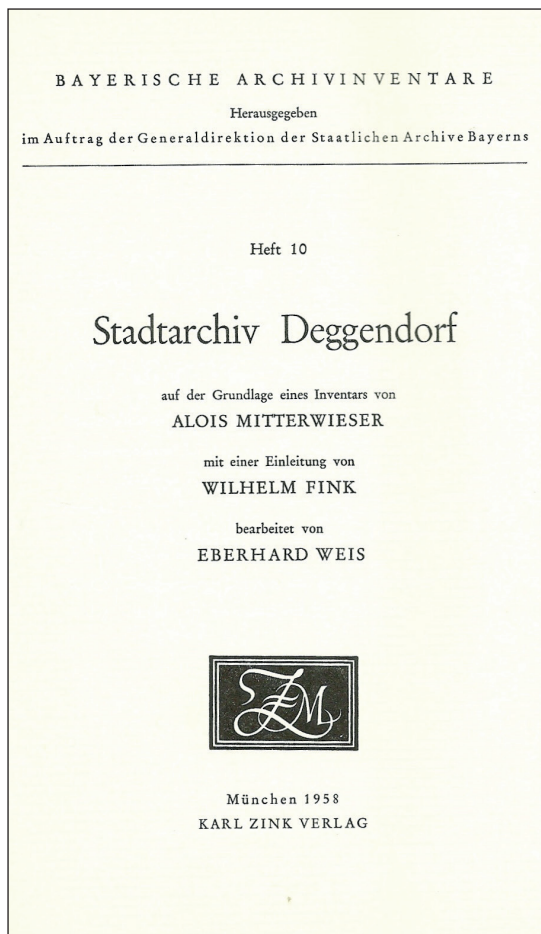 BAYERISCHE ARCHIVINVENTARE
Herausgegeben
im Auftrag der Generaldirektion der Staatlichen Archive Bayerns
Heft 10
Stadtarchiv Deggendorf
auf der Grundlage eines Inventars von
ALOIS MITTERWIESER
mit einer Einleitung von
WILHELM FINK
bearbeitet von
EBERHARD WEIS
ZM
München 1958
KARL ZINK VERLAG